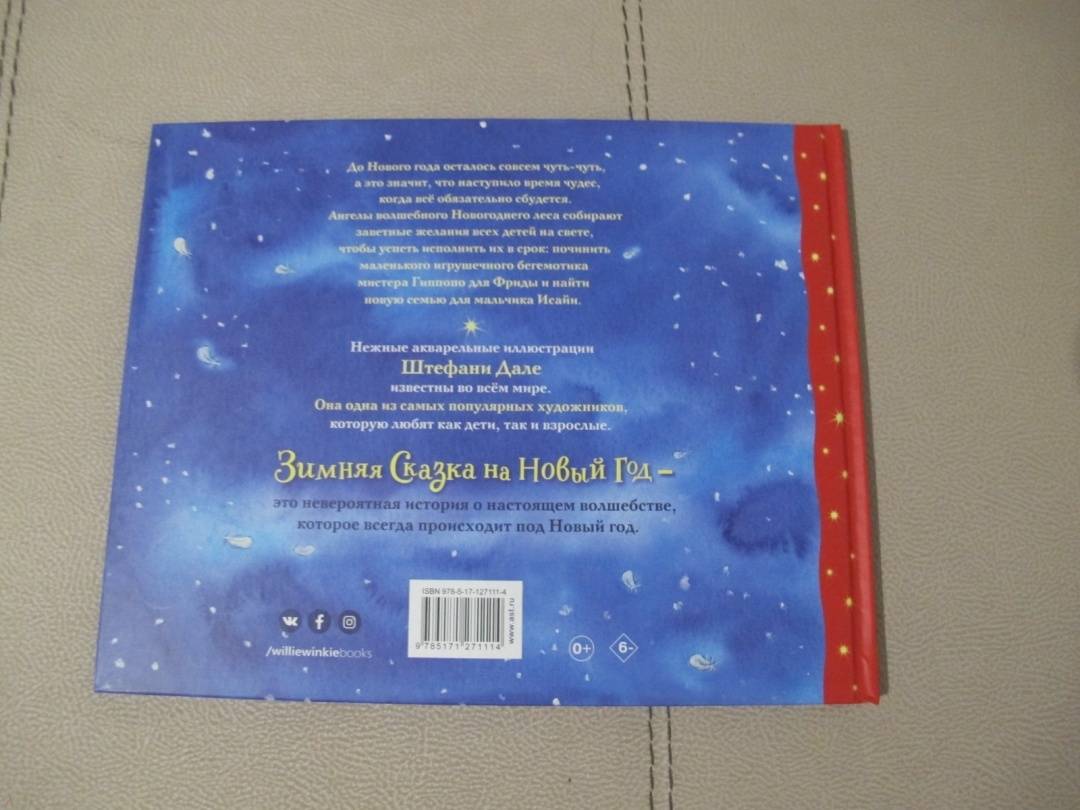 До Нового года осталось совсем чуть-чуть,
а это значит, что наступило время чудес,
когда всё обязательно сбудется.
Ангелы волшебного Новогоднего леса собирают
заветные желания всех детей на свете,
чтобы успеть исполнить их в срок: починить
маленького игрушечного бегемотика
мистера Гиппопо для Фриды и найти
новую семью для мальчика Исайи.
Нежные акварельные иллюстрации
Штефани Дале
известны во всём мире.
Она одна из самых популярных художников,
которую любят как дети, так и взрослые.
Зимняя Сказка на Новый Год –
это невероятная история о настоящем волшебстве,
которое всегда происходит под Новый год.
/williewinkiebooks
ISBN 978-5-17-127111-4
9 785171 271114
www.ast.ru
0+
6-